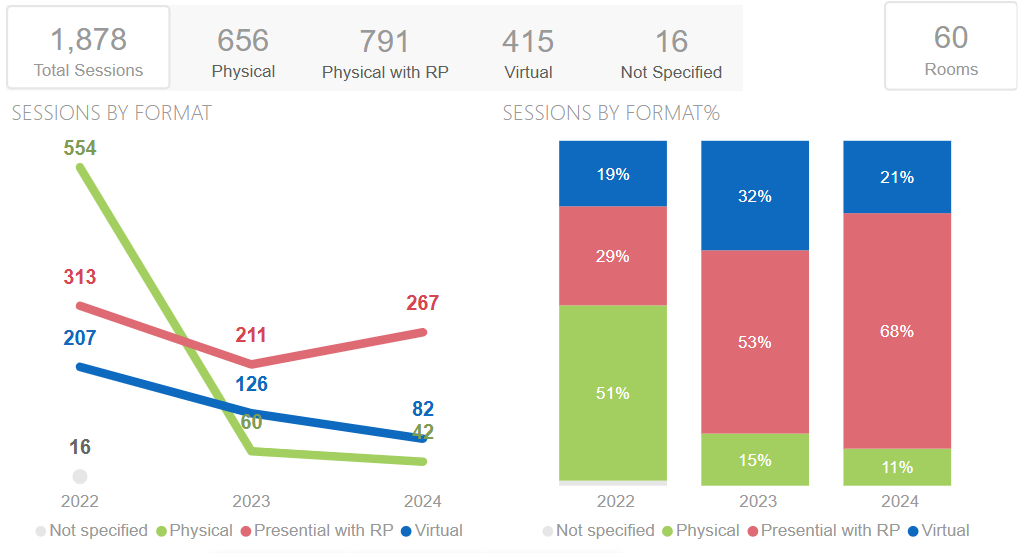 1,878
Total Sessions
656
Physical
791
Physical with RP
415
Virtual
16
Not Specified
60
Rooms
SESSIONS BY FORMAT
554
313
207
16
211
126
60
267
82
42
2022 2023 2024
Not specified Physical Presential with RP Virtual
SESSIONS BY FORMAT%
19%
29%
51%
32%
53%
15%
21%
68%
11%
2022 2023 2024
Not specified Physical Presential with RP Virtual